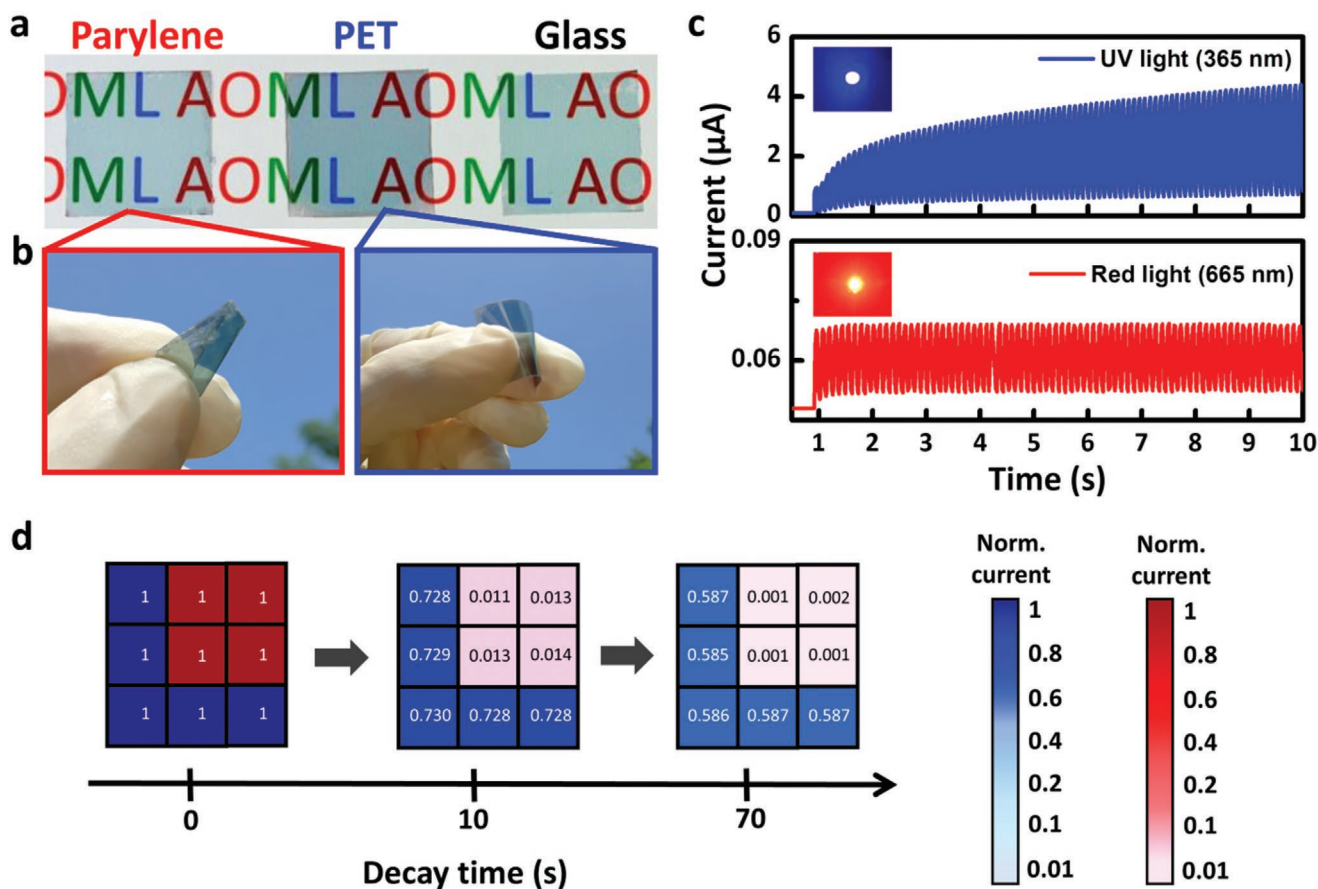 a
Parylene PET Glass
OML AOML AOML AO
OML AOML AOML AO
b
c
6
4
2
0
UV light (365 nm)
0.09
0.06
Red light (665 nm)
Current (µA)
1 2 3 4 5 6 7 8 9 10
Time (s)
d
1 1 1
1 1 1
1 1 1
0.728 0.011 0.013
0.729 0.013 0.014
0.730 0.728 0.728
0.587 0.001 0.002
0.585 0.001 0.001
0.586 0.587 0.587
0 10 70
Decay time (s)
Norm.
current
1
0.8
0.6
0.4
0.2
0.1
0.01
Norm.
current
1
0.8
0.6
0.4
0.2
0.1
0.01